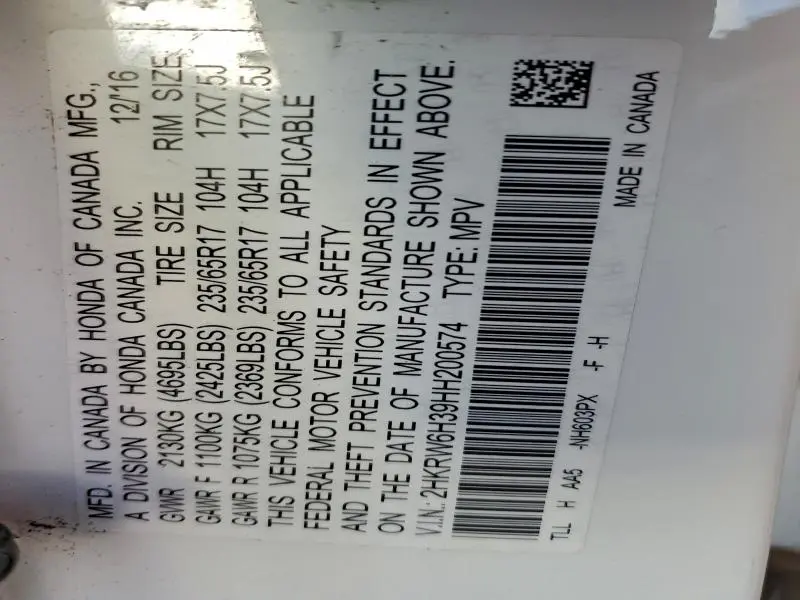 MFD. IN CANADA BY HONDA OF CANADA MFG.,
A DIVISION OF HONDA CANADA INC. 12/16
GVWR 2130KG (4695LBS) TIRE SIZE RIM SIZE
GAWR F 1100KG (2425LBS) 235/65R17 104H 17X7.5J
GAWR R 1075KG (2369LBS) 235/65R17 104H 17X7.5J
THIS VEHICLE CONFORMS TO ALL APPLICABLE
FEDERAL MOTOR VEHICLE SAFETY
AND THEFT PREVENTION STANDARDS IN EFFECT
ON THE DATE OF MANUFACTURE SHOWN ABOVE.
V.I.N.: 2HKRW6H39HH200574 TYPE: MPV
TLL H AA5 -NH603PX -F -H
MADE IN CANADA